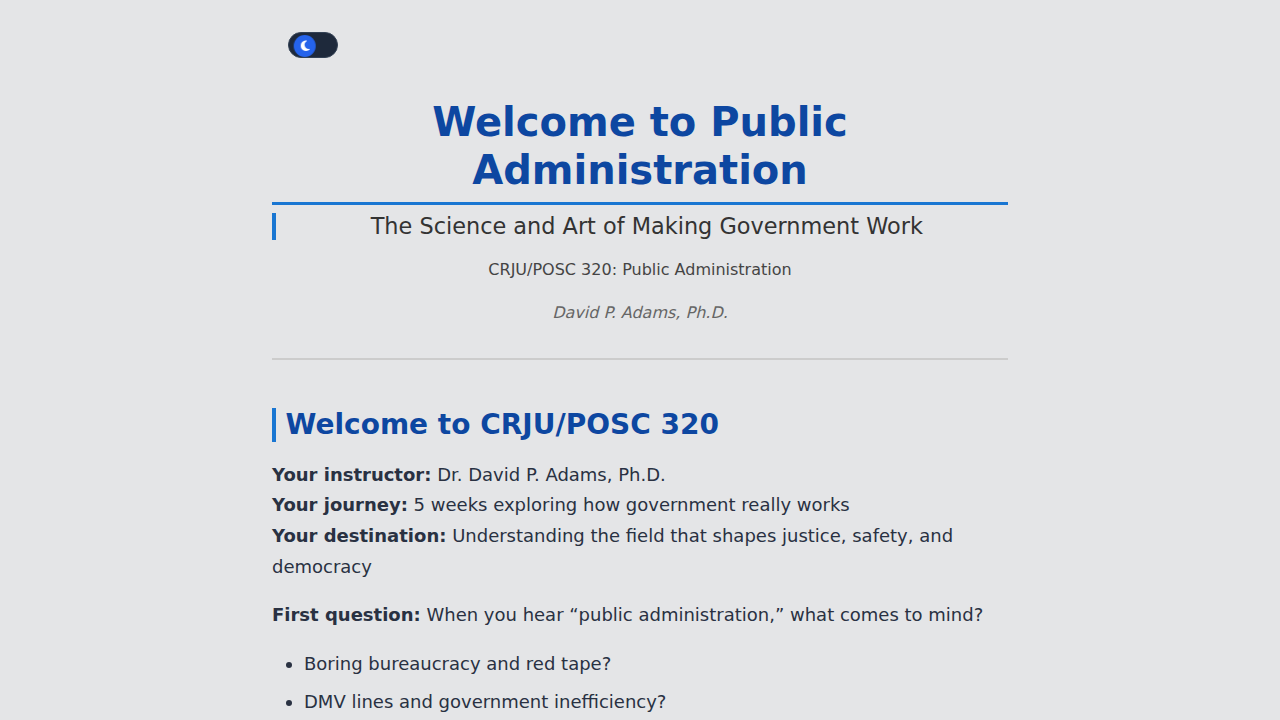 Welcome to Public
Administration
The Science and Art of Making Government Work
CRJU/POSC 320: Public Administration
David P. Adams, Ph.D.
Welcome to CRJU/POSC 320
Your instructor: Dr. David P. Adams, Ph.D.
Your journey: 5 weeks exploring how government really works
Your destination: Understanding the field that shapes justice, safety, and
democracy
First question: When you hear “public administration,” what comes to mind?
• Boring bureaucracy and red tape?
• DMV lines and government inefficiency?